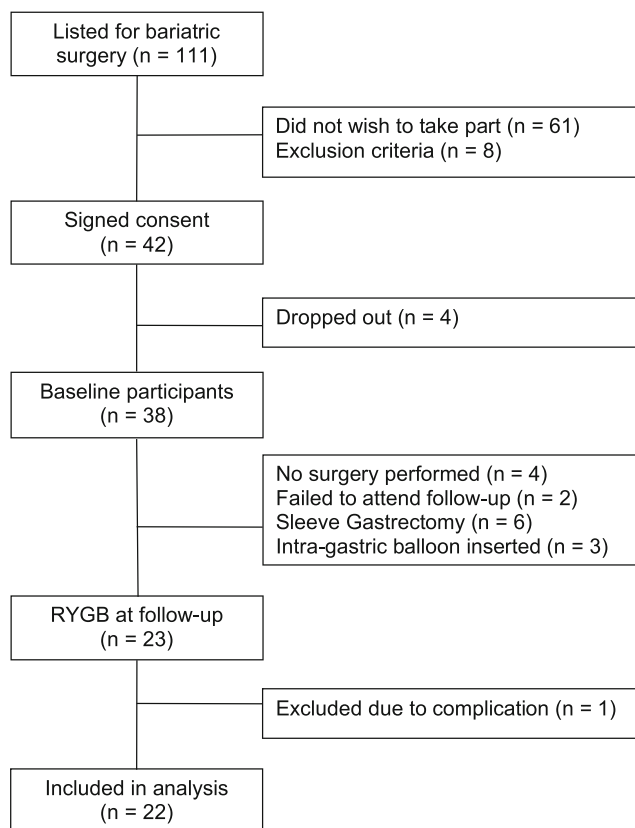 Listed for bariatric
surgery (n = 111)
Did not wish to take part (n = 61)
Exclusion criteria (n = 8)
Signed consent
(n = 42)
Dropped out (n = 4)
Baseline participants
(n = 38)
No surgery performed (n = 4)
Failed to attend follow-up (n = 2)
Sleeve Gastrectomy (n = 6)
Intra-gastric balloon inserted (n = 3)
RYGB at follow-up
(n = 23)
Excluded due to complication (n = 1)
Included in analysis
(n = 22)